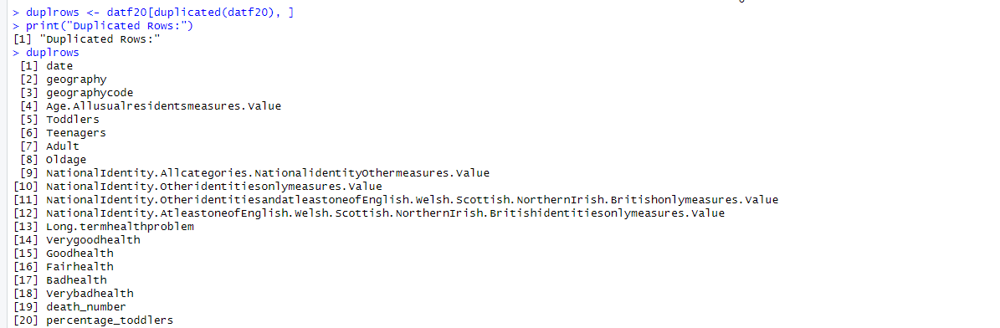 > duplrows <- datf20[duplicated(datf20), ]
> print("Duplicated Rows:")
[1] "Duplicated Rows:"
> duplrows
[1] date
[2] geography
[3] geographycode
[4] Age.Allusualresidentsmeasures.Value
[5] Toddlers
[6] Teenagers
[7] Adult
[8] Oldage
[9] NationalIdentity.Allcategories.NationalidentityOthermeasures.Value
[10] NationalIdentity.Otheridentitiesonlymeasures.Value
[11] NationalIdentity.OtheridentitiesandatleastoneofEnglish.Welsh.Scottish.NorthernIrish.Britishonlymeasures.Value
[12] NationalIdentity.AtleastoneofEnglish.Welsh.Scottish.NorthernIrish.Britishidentitiesonlymeasures.Value
[13] Long.termhealthproblem
[14] Verygoodhealth
[15] Goodhealth
[16] Fairhealth
[17] Badhealth
[18] Verybadhealth
[19] death_number
[20] percentage_toddlers